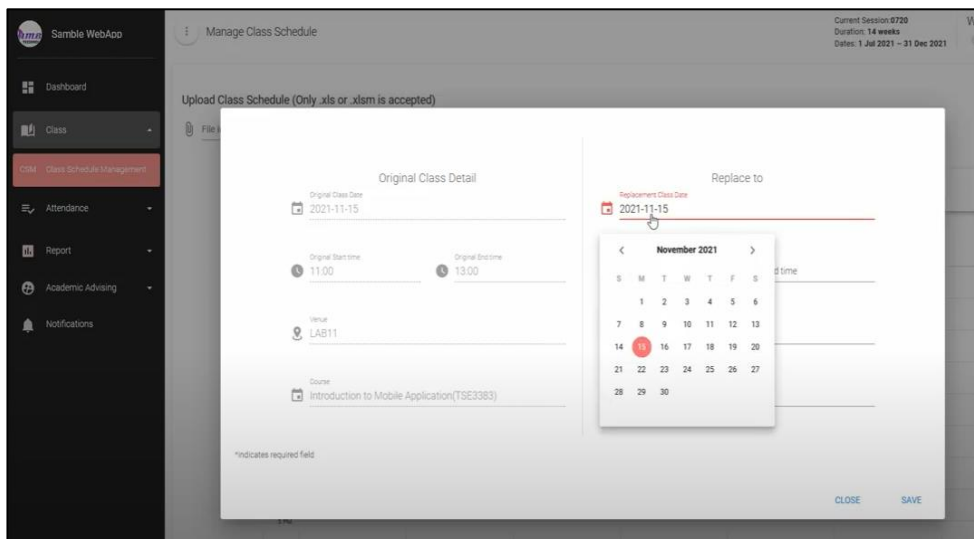 Samble WebApp
Dashboard
Class
CSM Class Schedule Management
Attendance
Report
Academic Advising
Notifications
Manage Class Schedule
Current Session:0720
Duration: 14 weeks
Dates: 1 Jul 2021 – 31 Dec 2021
Upload Class Schedule (Only .xls or .xlsm is accepted)
File
Original Class Detail
Original Class Date
2021-11-15
Original Start time
11:00
Original End time
13:00
Venue
LAB11
Course
Introduction to Mobile Application(TSE3383)
*Indicates required field
Replace to
Replacement Class Date
2021-11-15
November 2021
S M T W T F S
1 2 3 4 5 6
7 8 9 10 11 12 13
14 15 16 17 18 19 20
21 22 23 24 25 26 27
28 29 30
time
CLOSE SAVE